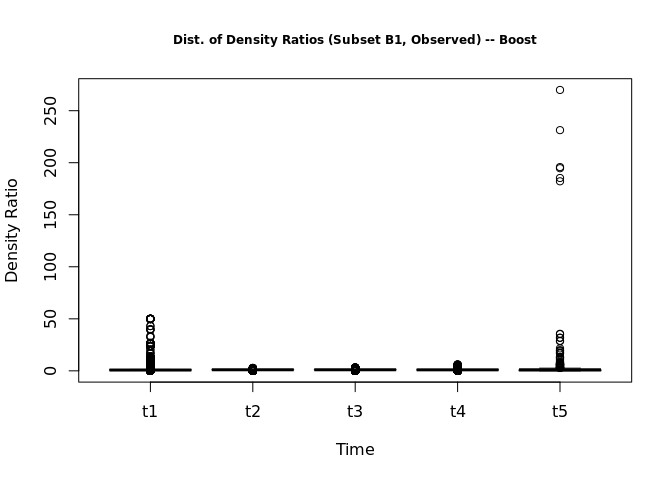 Dist. of Density Ratios (Subset B1, Observed) -- Boost
Density Ratio
250
200
150
100
50
0
t1 t2 t3 t4 t5
Time